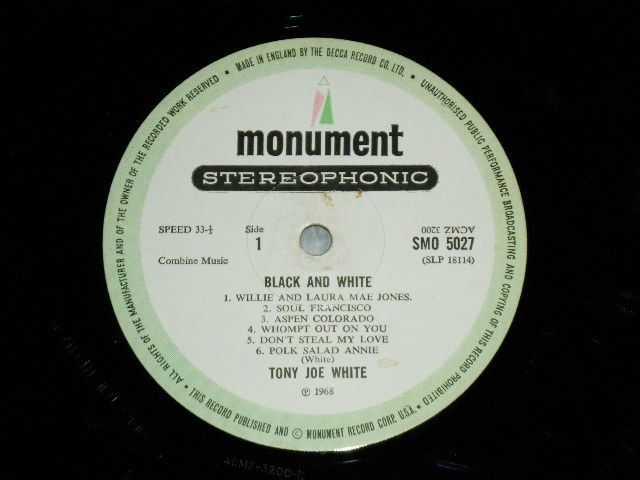 MADE IN ENGLAND BY THE DECCA RECORD CO. LTD.
UNAUTHORISED PUBLIC PERFORMANCE BROADCASTING AND COPYING OF THIS RECORD PROHIBITED
ALL RIGHTS OF THE MANUFACTURER AND OF THE OWNER OF THE RECORDED WORK RESERVED
monument
STEREOPHONIC
SPEED 33-⅓
Side
1
ACMZ 3200
SMO 5027
Combine Music
(SLP 18114)
BLACK AND WHITE
1. WILLIE AND LAURA MAE JONES.
2. SOUL FRANCISCO
3. ASPEN COLORADO
4. WHOMPT OUT ON YOU
5. DON'T STEAL MY LOVE
6. POLK SALAD ANNIE
(White)
TONY JOE WHITE
℗ 1968
THIS RECORD PUBLISHED AND © MONUMENT RECORD CORP. U.S.A.